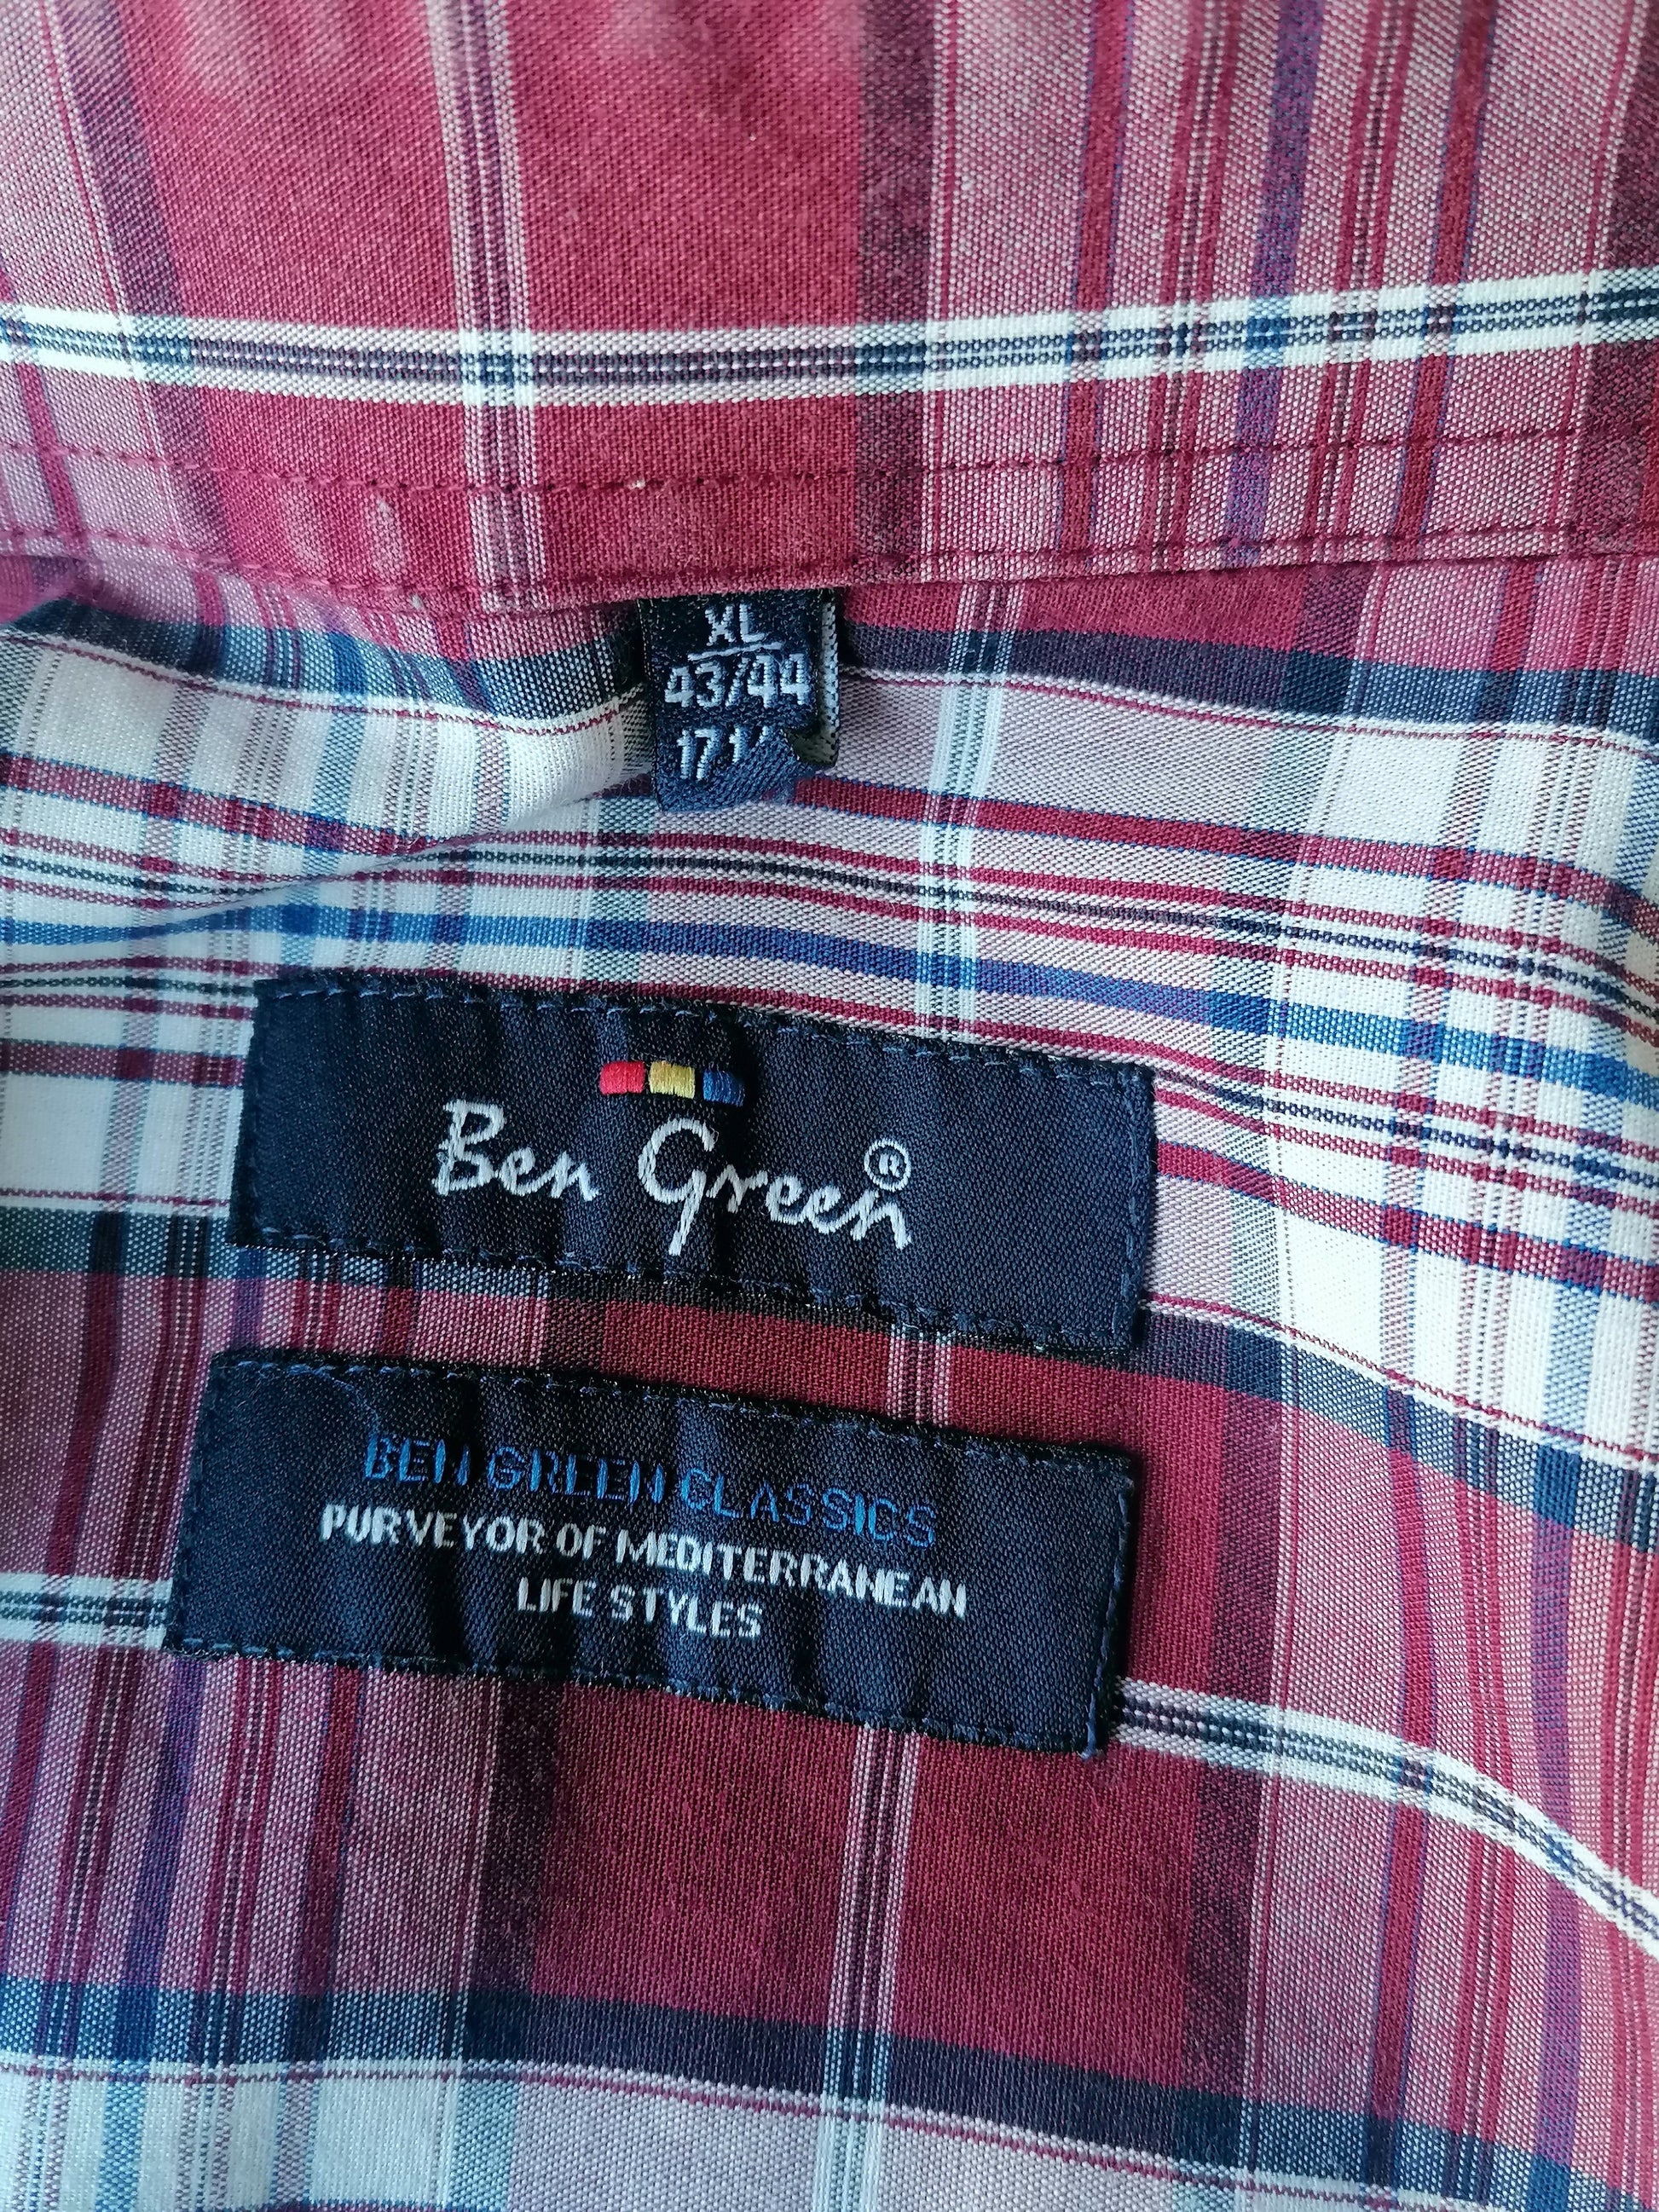 XL
43/44
Ben Green®
BEN GREEN CLASSICS
PURVEYOR OF MEDITERRANEAN
LIFE STYLES